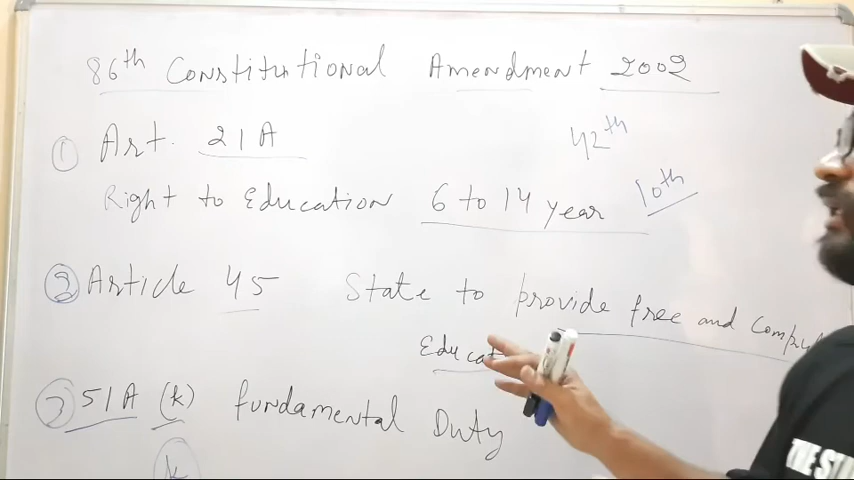 86th Constitutional Amendment 2002
① Art. 21A
42th
Right to Education 6 to 14 year 10th
② Article 45 State to provide free and
③ 51A (k) fundamental Duty
k